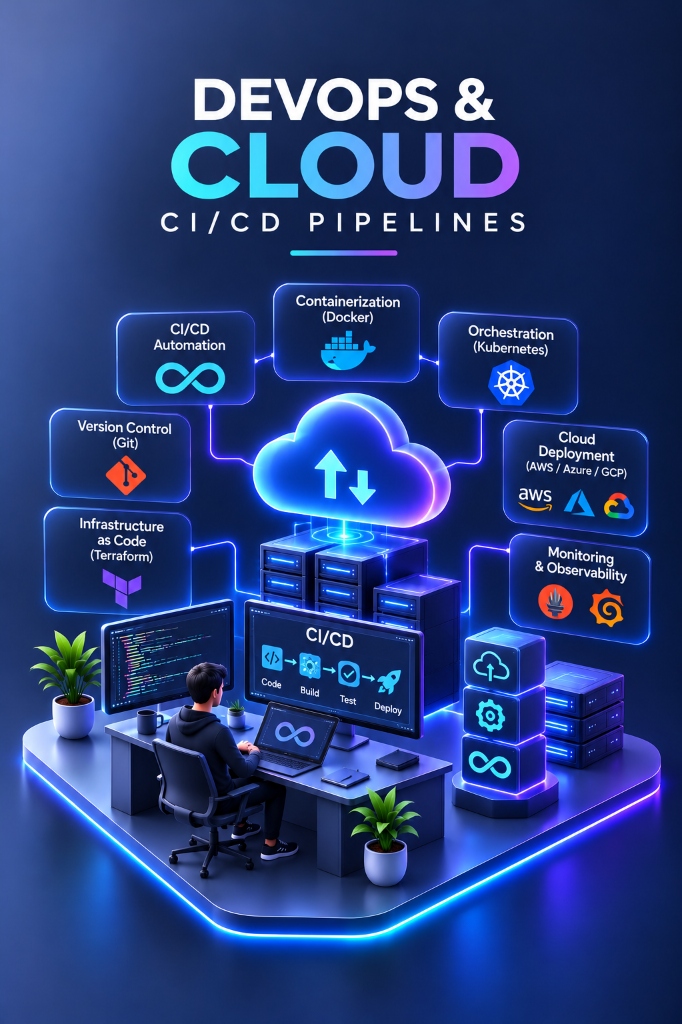 DEVOPS &
CLOUD
CI/CD PIPELINES
Containerization
(Docker)
CI/CD
Automation
Orchestration
(Kubernetes)
Version Control
(Git)
Cloud
Deployment
(AWS / Azure / GCP)
aws
Infrastructure
as Code
(Terraform)
Monitoring
& Observability
CI/CD
Code
Build
Test
Deploy